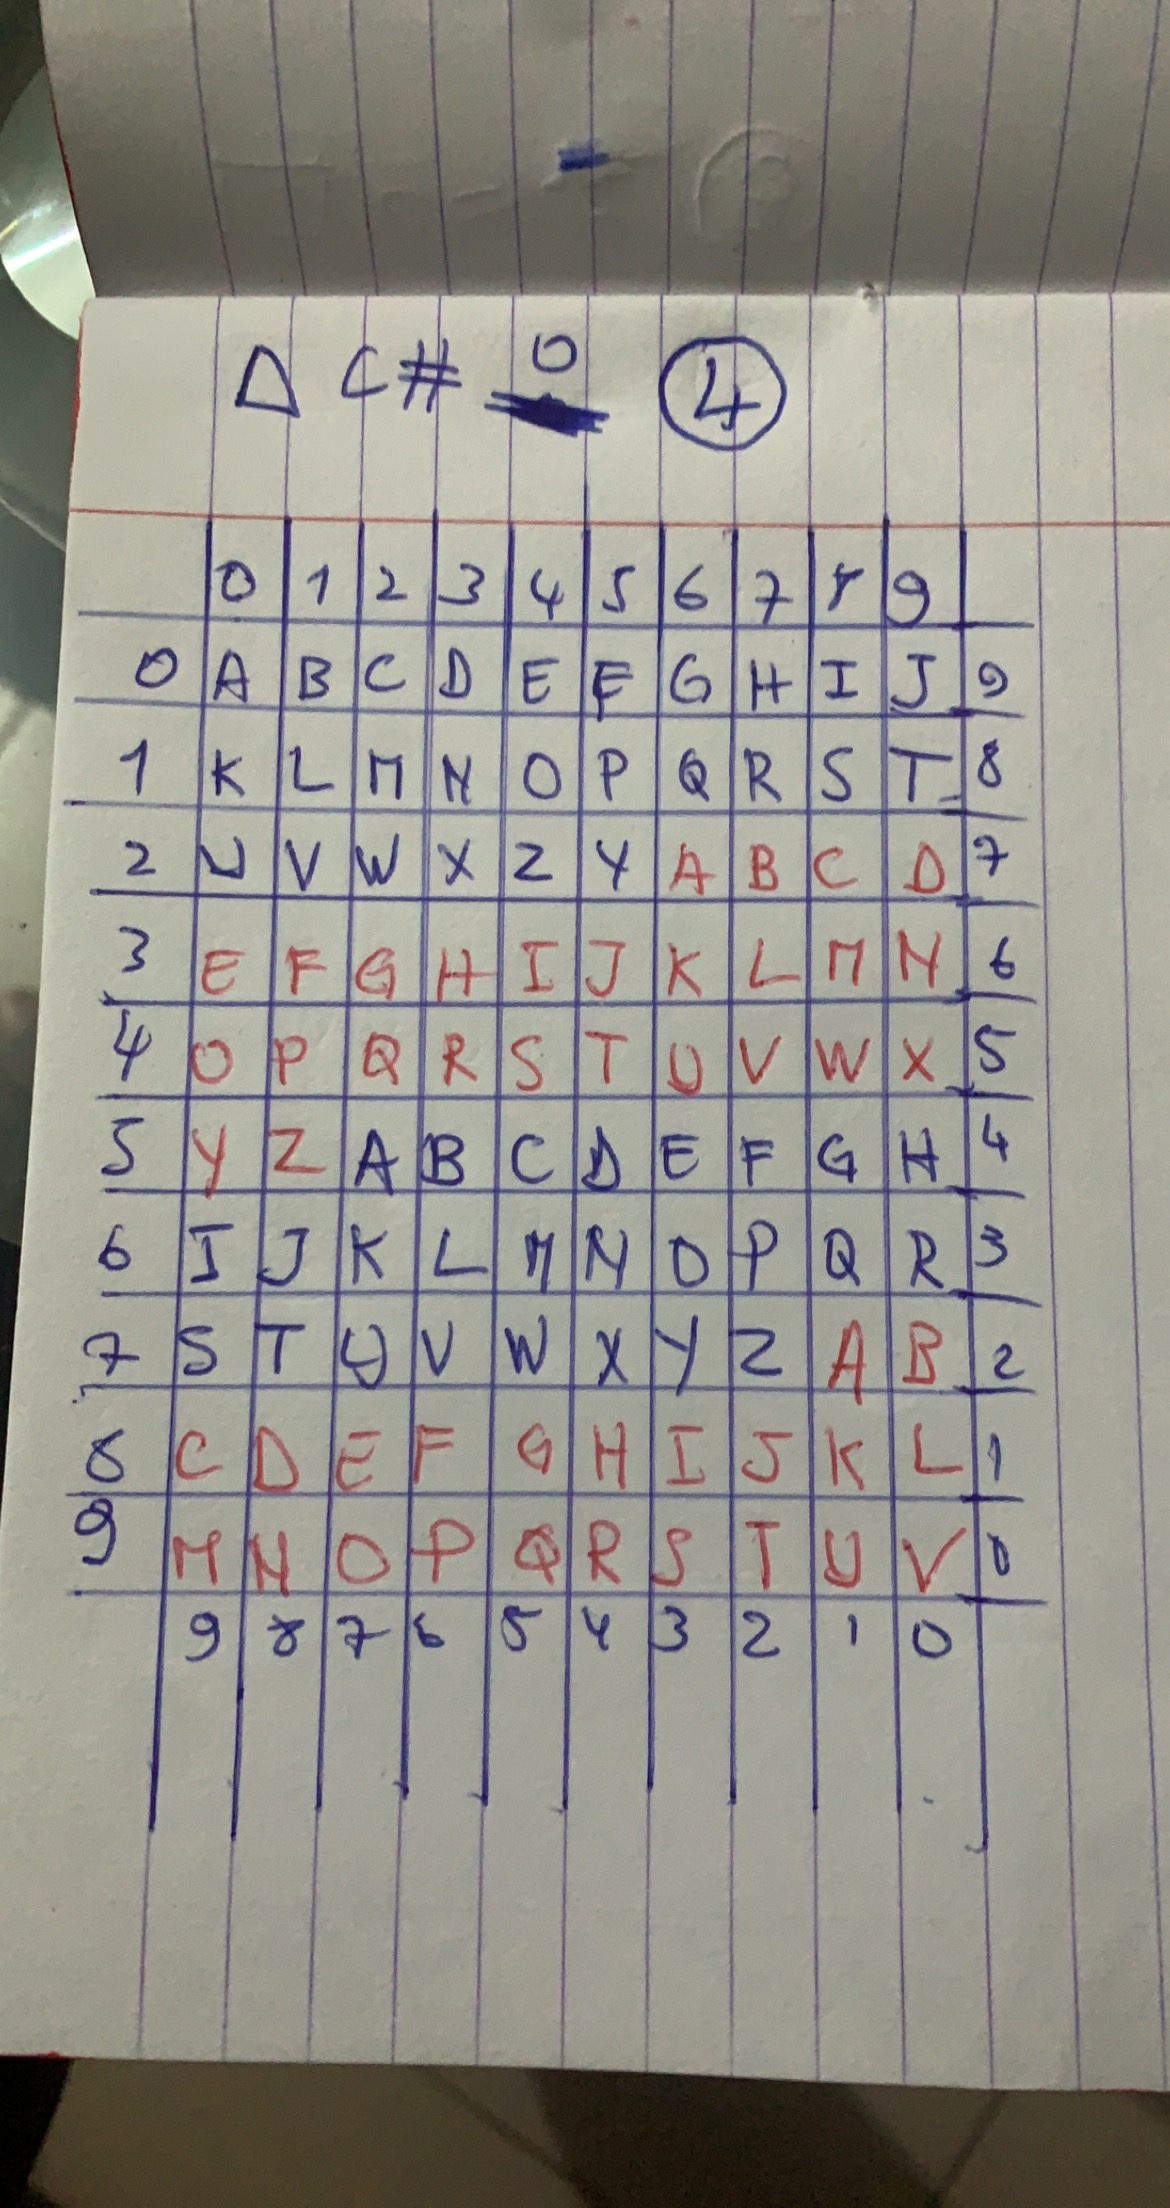 Δ C# 0 4
0 1 2 3 4 5 6 7 8 9
0 A B C D E F G H I J 9
1 K L M N O P Q R S T 8
2 U V W X Z Y A B C D 7
3 E F G H I J K L M N 6
4 O P Q R S T U V W X 5
5 Y Z A B C D E F G H 4
6 I J K L M N O P Q R 3
7 S T U V W X Y Z A B 2
8 C D E F G H I J K L 1
9 M N O P Q R S T U V 0
9 8 7 6 5 4 3 2 1 0